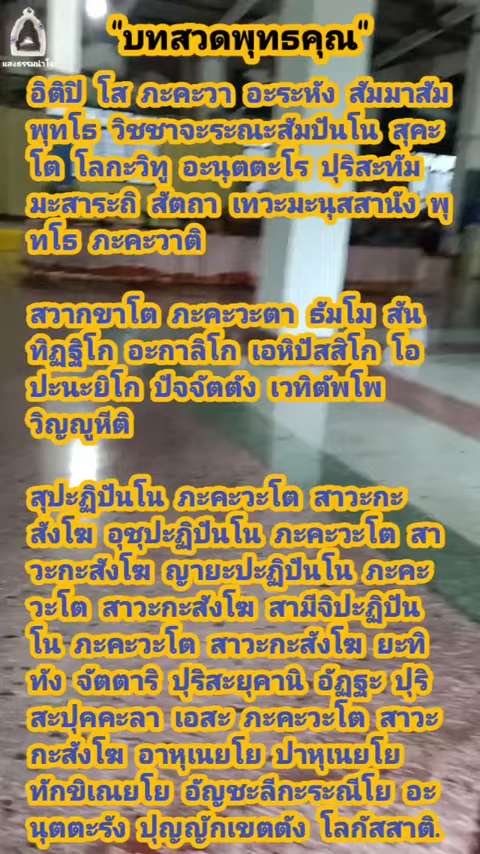 "บทสวดพุทธคุณ"
แสงธรรมนำใจ
อิติปิ โส ภะคะวา อะระหัง สัมมาสัม
พุทโธ วิชชาจะระณะสัมปันโน สุคะ
โต โลกะวิทู อะนุตตะโร ปุริสะทัม
มะสาระถิ สัตถา เทวะมะนุสสานัง พุ
ทโธ ภะคะวาติ
สวากขาโต ภะคะวะตา ธัมโม สัน
ทิฏฐิโก อะกาลิโก เอหิปัสสิโก โอ
ปะนะยิโก ปัจจัตตัง เวทิตัพโพ
วิญญูหีติ
สุปะฏิปันโน ภะคะวะโต สาวะกะ
สังโฆ อุชุปะฏิปันโน ภะคะวะโต สา
วะกะสังโฆ ญายะปะฏิปันโน ภะคะ
วะโต สาวะกะสังโฆ สามีจิปะฏิปัน
โน ภะคะวะโต สาวะกะสังโฆ ยะทิ
ทัง จัตตาริ ปุริสะยุคานิ อัฏฐะ ปุริ
สะปุคคะลา เอสะ ภะคะวะโต สาวะ
กะสังโฆ อาหุเนยโย ปาหุเนยโย
ทักขิเณยโย อัญชะลีกะระณีโย อะ
นุตตะรัง ปุญญักเขตตัง โลกัสสาติ.